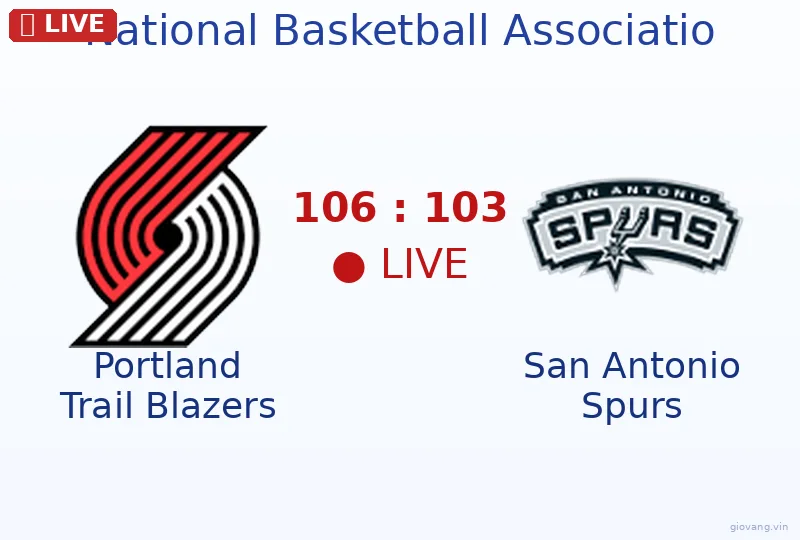 LIVE
National Basketball Associatio
106 : 103
● LIVE
SAN ANTONIO
SPURS
Portland
Trail Blazers
San Antonio
Spurs
giovang.vin